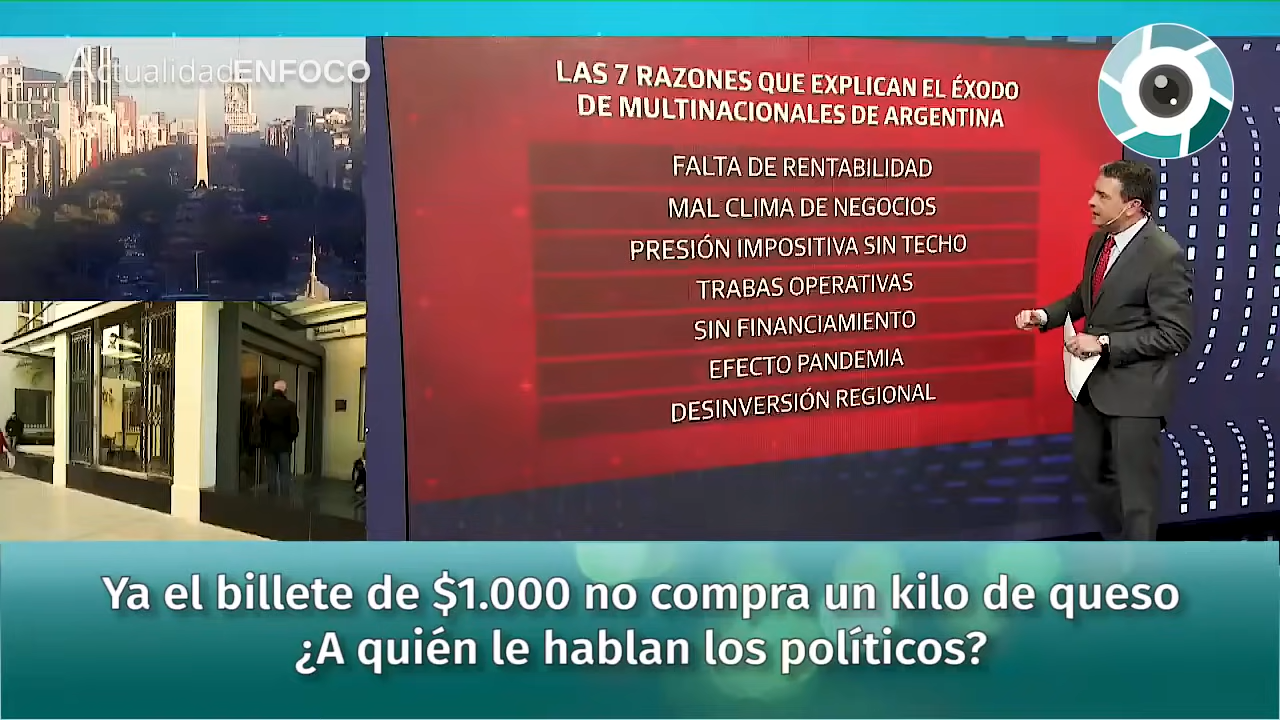 ActualidadENFOCO
LAS 7 RAZONES QUE EXPLICAN EL ÉXODO
DE MULTINACIONALES DE ARGENTINA
FALTA DE RENTABILIDAD
MAL CLIMA DE NEGOCIOS
PRESIÓN IMPOSITIVA SIN TECHO
TRABAS OPERATIVAS
SIN FINANCIAMIENTO
EFECTO PANDEMIA
DESINVERSIÓN REGIONAL
Ya el billete de $1.000 no compra un kilo de queso
¿A quién le hablan los políticos?